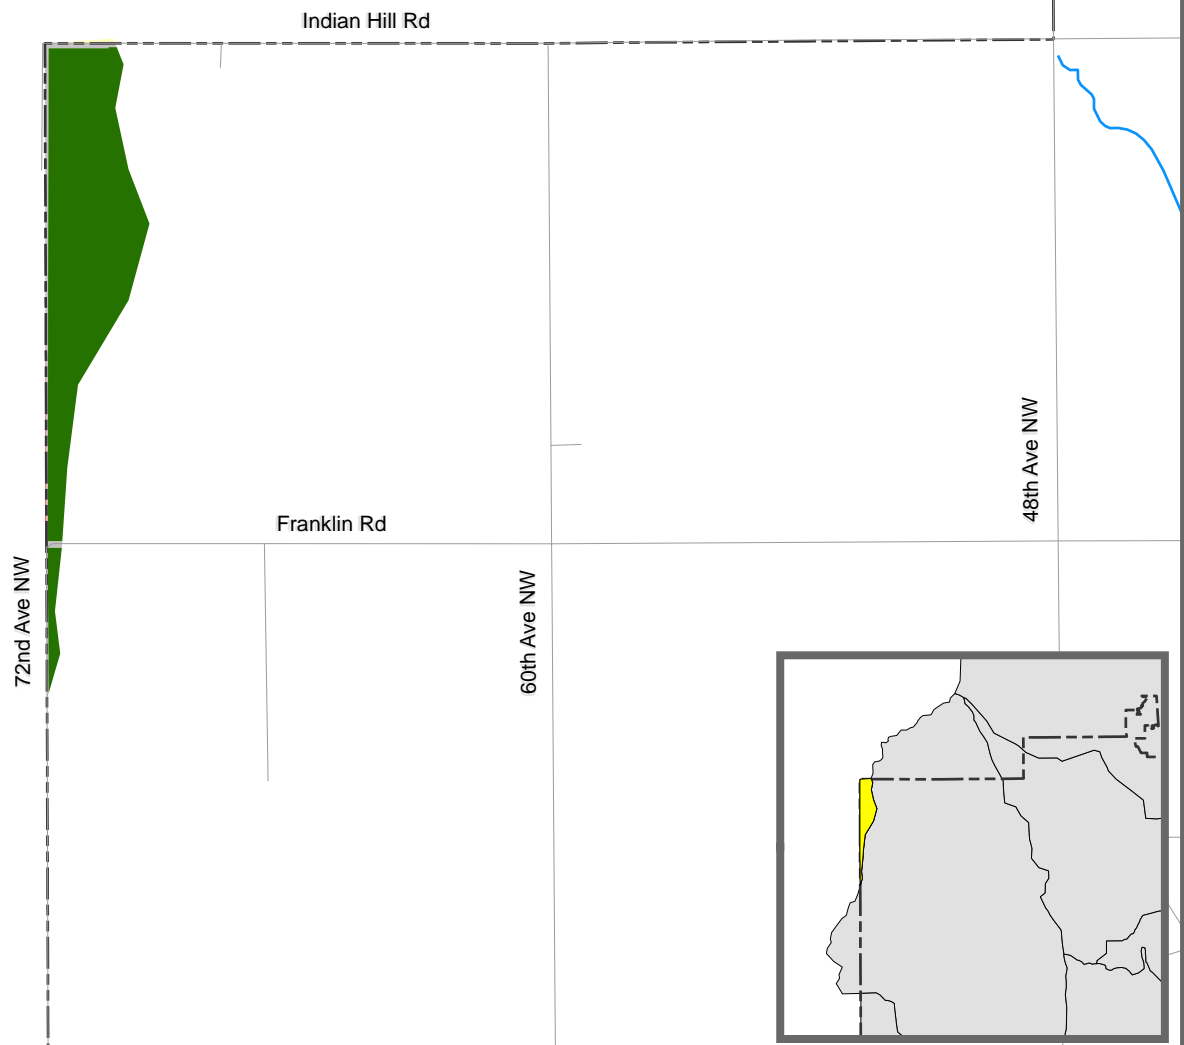 Indian Hill Rd
48th Ave NW
Franklin Rd
72nd Ave NW
60th Ave NW